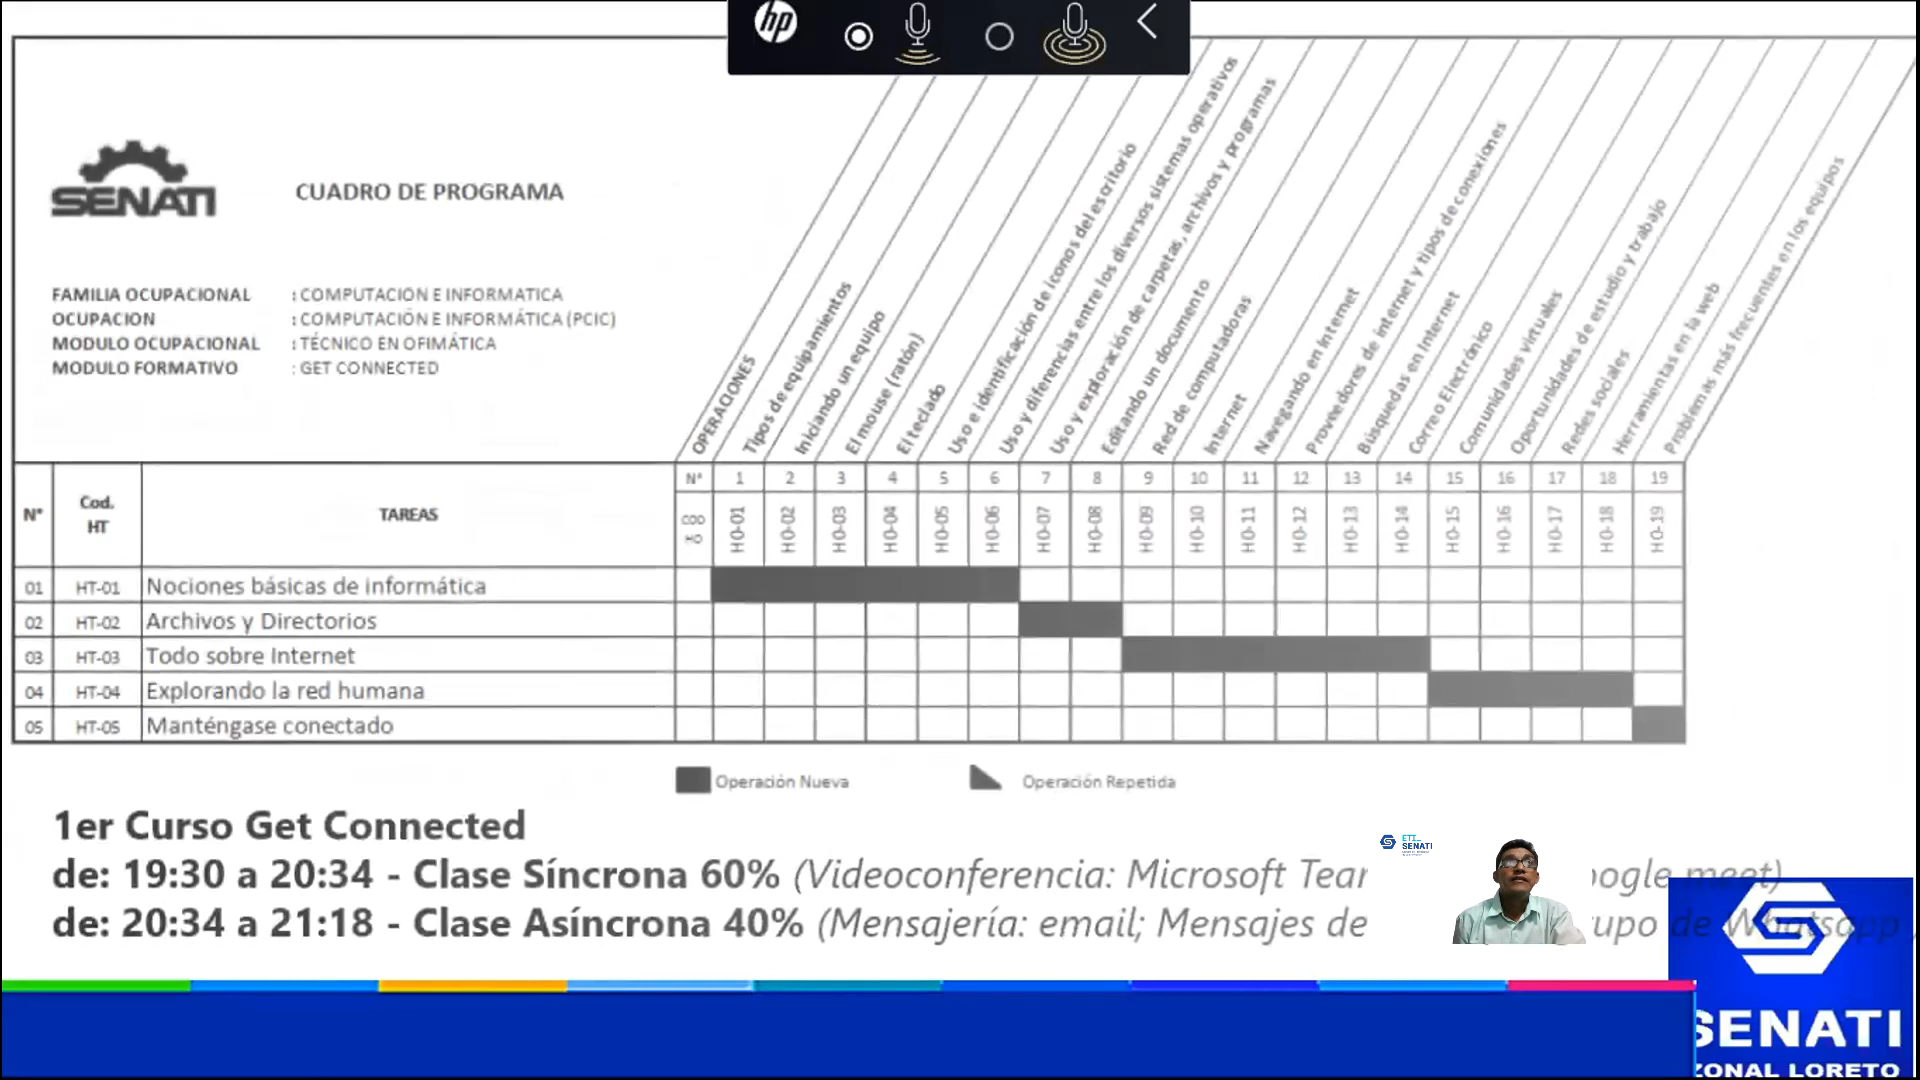 hp
SENATI
CUADRO DE PROGRAMA
FAMILIA OCUPACIONAL : COMPUTACION E INFORMATICA
OCUPACION : COMPUTACIÓN E INFORMÁTICA (PCIC)
MODULO OCUPACIONAL : TÉCNICO EN OFIMÁTICA
MODULO FORMATIVO : GET CONNECTED
OPERACIONES
Tipos de equipamientos
Iniciando un equipo
El mouse (ratón)
El teclado
Uso e identificación de iconos del escritorio
Uso y diferencias entre los diversos sistemas operativos
Uso y exploración de carpetas, archivos y programas
Editando un documento
Red de computadoras
Internet
Navegando en Internet
Proveedores de internet y tipos de conexiones
Búsquedas en Internet
Correo Electrónico
Comunidades virtuales
Oportunidades de estudio y trabajo
Redes sociales
Herramientas en la web
Problemas más frecuentes en los equipos
N° Cod. HT TAREAS
N° 1 2 3 4 5 6 7 8 9 10 11 12 13 14 15 16 17 18 19
COD HO HO-01 HO-02 HO-03 HO-04 HO-05 HO-06 HO-07 HO-08 HO-09 HO-10 HO-11 HO-12 HO-13 HO-14 HO-15 HO-16 HO-17 HO-18 HO-19
01 HT-01 Nociones básicas de informática
02 HT-02 Archivos y Directorios
03 HT-03 Todo sobre Internet
04 HT-04 Explorando la red humana
05 HT-05 Manténgase conectado
Operación Nueva Operación Repetida
1er Curso Get Connected
de: 19:30 a 20:34 - Clase Síncrona 60% (Videoconferencia: Microsoft Tear oogle meet)
de: 20:34 a 21:18 - Clase Asíncrona 40% (Mensajería: email; Mensajes de upo de Whatsapp
ETI
SENATI
SENATI
ZONAL LORETO